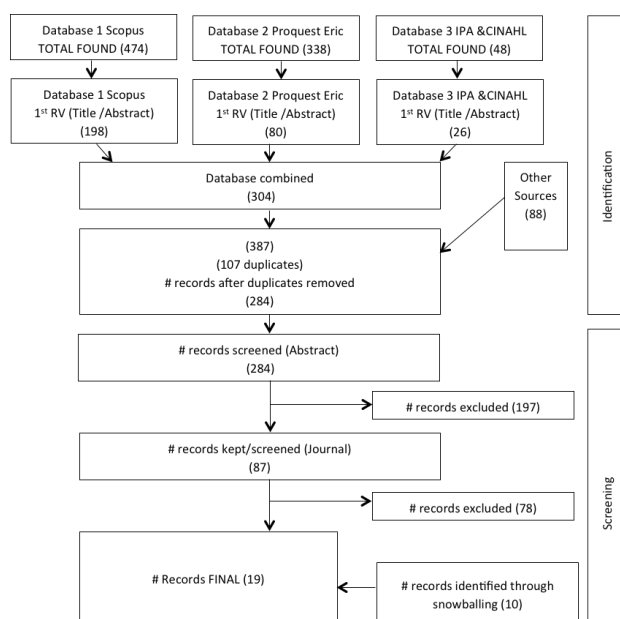 Database 1 Scopus
TOTAL FOUND (474)
Database 2 Proquest Eric
TOTAL FOUND (338)
Database 3 IPA &CINAHL
TOTAL FOUND (48)
Database 1 Scopus
1st RV (Title /Abstract)
(198)
Database 2 Proquest Eric
1st RV (Title/Abstract)
(80)
Database 3 IPA &CINAHL
1st RV (Title/Abstract)
(26)
Database combined
(304)
Other
Sources
(88)
Identification
(387)
(107 duplicates)
# records after duplicates removed
(284)
# records screened (Abstract)
(284)
# records excluded (197)
# records kept/screened (Journal)
(87)
Screening
# records excluded (78)
# Records FINAL (19)
# records identified through
snowballing (10)